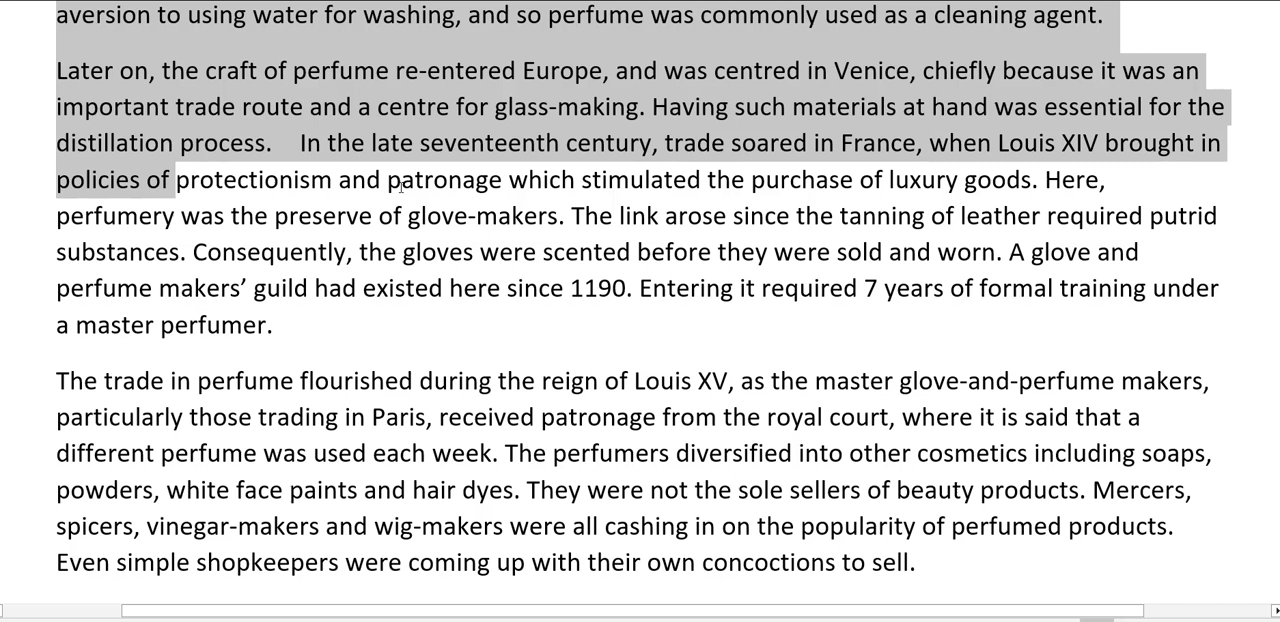 aversion to using water for washing, and so perfume was commonly used as a cleaning agent.
Later on, the craft of perfume re-entered Europe, and was centred in Venice, chiefly because it was an
important trade route and a centre for glass-making. Having such materials at hand was essential for the
distillation process.    In the late seventeenth century, trade soared in France, when Louis XIV brought in
policies of protectionism and patronage which stimulated the purchase of luxury goods. Here,
perfumery was the preserve of glove-makers. The link arose since the tanning of leather required putrid
substances. Consequently, the gloves were scented before they were sold and worn. A glove and
perfume makers’ guild had existed here since 1190. Entering it required 7 years of formal training under
a master perfumer.
The trade in perfume flourished during the reign of Louis XV, as the master glove-and-perfume makers,
particularly those trading in Paris, received patronage from the royal court, where it is said that a
different perfume was used each week. The perfumers diversified into other cosmetics including soaps,
powders, white face paints and hair dyes. They were not the sole sellers of beauty products. Mercers,
spicers, vinegar-makers and wig-makers were all cashing in on the popularity of perfumed products.
Even simple shopkeepers were coming up with their own concoctions to sell.